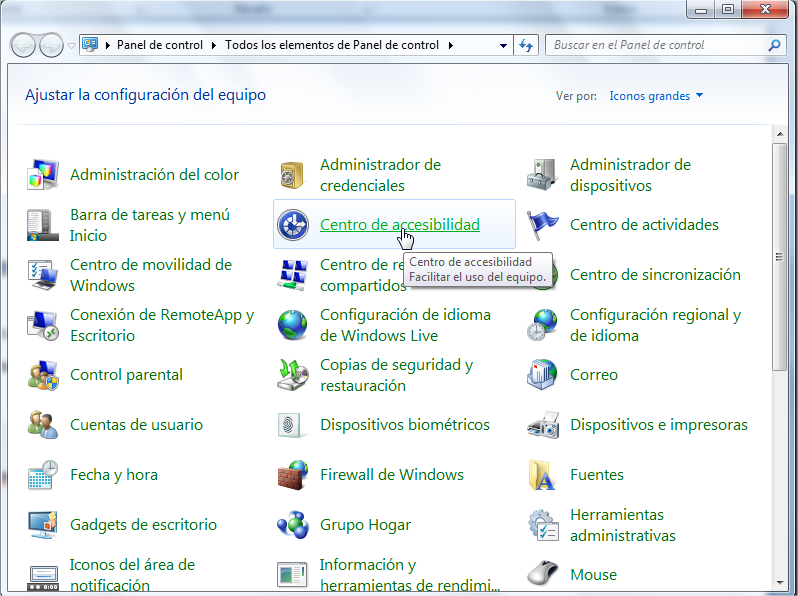 Panel de control
Todos los elementos de Panel de control
Buscar en el Panel de control
Ajustar la configuración del equipo
Ver por:
Iconos grandes
Administración del color
Administrador de
credenciales
Administrador de
dispositivos
Barra de tareas y menú
Inicio
Centro de accesibilidad
Centro de actividades
Centro de movilidad de
Windows
Centro de re
compartidos
Centro de accesibilidad
Facilitar el uso del equipo.
Centro de sincronización
Conexión de RemoteApp y
Escritorio
Configuración de idioma
de Windows Live
Configuración regional y
de idioma
Control parental
Copias de seguridad y
restauración
Correo
Cuentas de usuario
Dispositivos biométricos
Dispositivos e impresoras
Fecha y hora
Firewall de Windows
Fuentes
Gadgets de escritorio
Grupo Hogar
Herramientas
administrativas
Iconos del área de
notificación
Información y
herramientas de rendimi...
Mouse